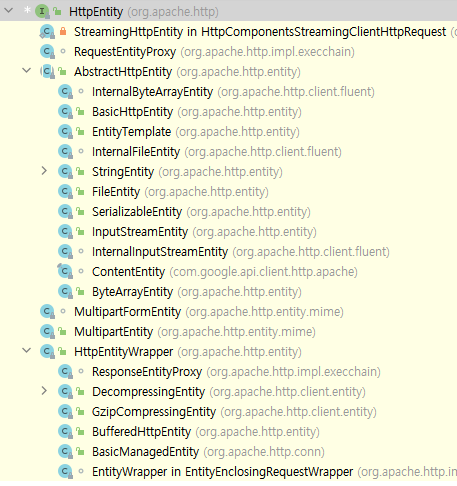 HttpEntity (org.apache.http)
StreamingHttpEntity in HttpComponentsStreamingClientHttpRequest (
RequestEntityProxy (org.apache.http.impl.execchain)
AbstractHttpEntity (org.apache.http.entity)
InternalByteArrayEntity (org.apache.http.client.fluent)
BasicHttpEntity (org.apache.http.entity)
EntityTemplate (org.apache.http.entity)
InternalFileEntity (org.apache.http.client.fluent)
StringEntity (org.apache.http.entity)
FileEntity (org.apache.http.entity)
SerializableEntity (org.apache.http.entity)
InputStreamEntity (org.apache.http.entity)
InternalInputStreamEntity (org.apache.http.client.fluent)
ContentEntity (com.google.api.client.http.apache)
ByteArrayEntity (org.apache.http.entity)
MultipartFormEntity (org.apache.http.entity.mime)
MultipartEntity (org.apache.http.entity.mime)
HttpEntityWrapper (org.apache.http.entity)
ResponseEntityProxy (org.apache.http.impl.execchain)
DecompressingEntity (org.apache.http.client.entity)
GzipCompressingEntity (org.apache.http.client.entity)
BufferedHttpEntity (org.apache.http.entity)
BasicManagedEntity (org.apache.http.conn)
EntityWrapper in EntityEnclosingRequestWrapper (org.apache.http.in